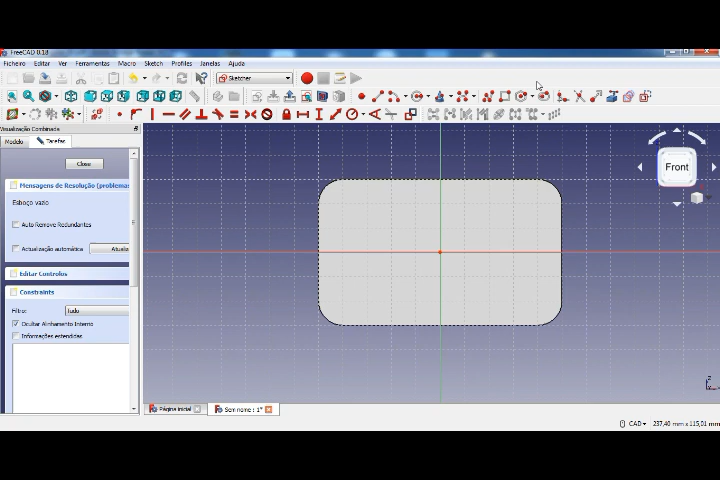 FreeCAD 0.18
Ficheiro Editar Ver Ferramentas Macro Sketch Profiles Janelas Ajuda
Sketcher
Visualização Combinada
Modelo Tarefas
Close
Mensagens de Resolução (problemas
Esboço vazio
Auto Remove Redundantes
Actualização automática Atualiza
Editar Controlos
Constraints
Filtro: Tudo
Ocultar Alinhamento Interno
Informações estendidas
Front
Página inicial Sem nome : 1*
CAD 237,40 mm x 115,01 mm